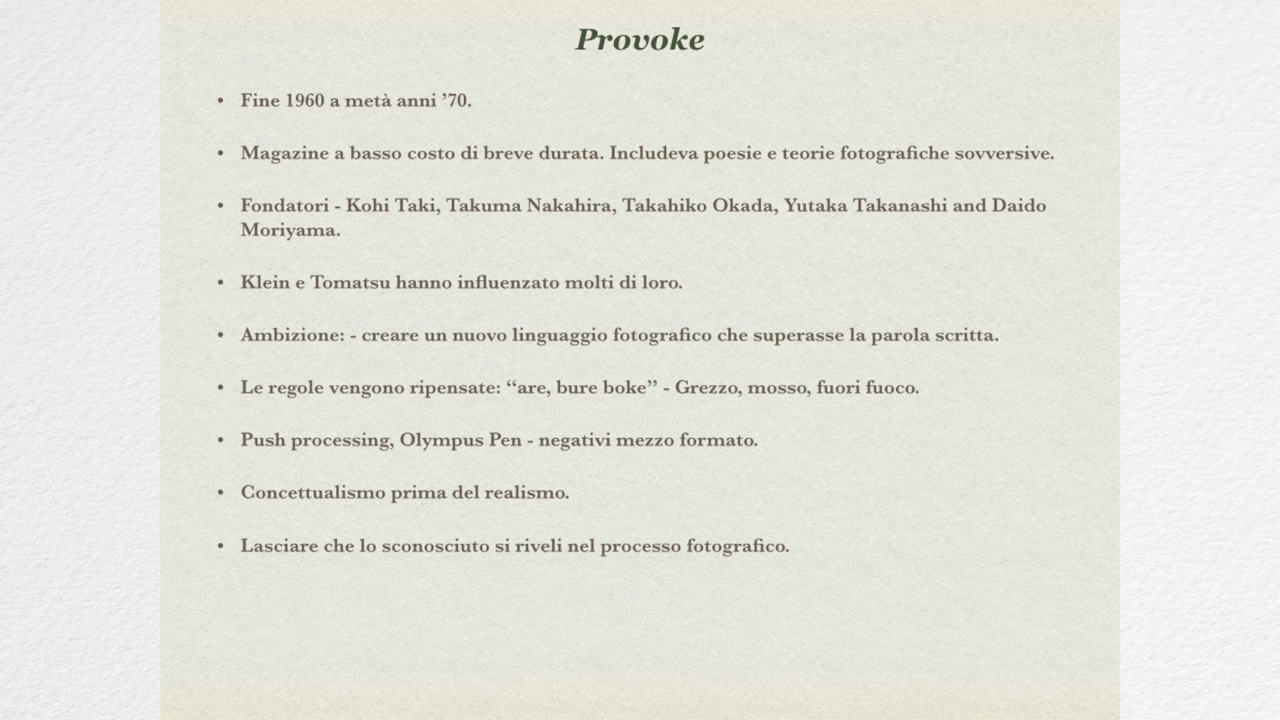 Provoke
• Fine 1960 a metà anni ’70.
• Magazine a basso costo di breve durata. Includeva poesie e teorie fotografiche sovversive.
• Fondatori - Kohi Taki, Takuma Nakahira, Takahiko Okada, Yutaka Takanashi and Daido
Moriyama.
• Klein e Tomatsu hanno influenzato molti di loro.
• Ambizione: - creare un nuovo linguaggio fotografico che superasse la parola scritta.
• Le regole vengono ripensate: “are, bure boke” - Grezzo, mosso, fuori fuoco.
• Push processing, Olympus Pen - negativi mezzo formato.
• Concettualismo prima del realismo.
• Lasciare che lo sconosciuto si riveli nel processo fotografico.